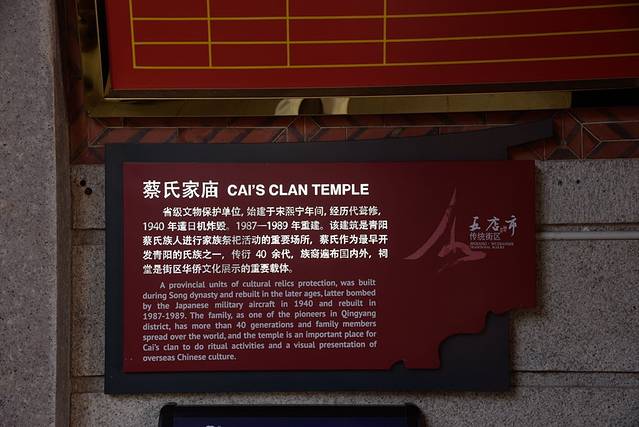 蔡氏家庙 CAI'S CLAN TEMPLE
省级文物保护单位, 始建于宋熙宁年间, 经历代葺修,
1940 年遭日机炸毁。1987—1989 年重建。该建筑是青阳
蔡氏族人进行家族祭祀活动的重要场所, 蔡氏作为最早开
发青阳的氏族之一, 传衍 40 余代, 族裔遍布国内外, 祠
堂是街区华侨文化展示的重要载体。
A provincial units of cultural relics protection, was built
during Song dynasty and rebuilt in the later ages, latter bombed
by the Japanese military aircraft in 1940 and rebuilt in
1987-1989. The family, as one of the pioneers in Qingyang
district, has more than 40 generations and family members
spread over the world, and the temple is an important place for
Cai's clan to do ritual activities and a visual presentation of
overseas Chinese culture.
五店市
传统街区